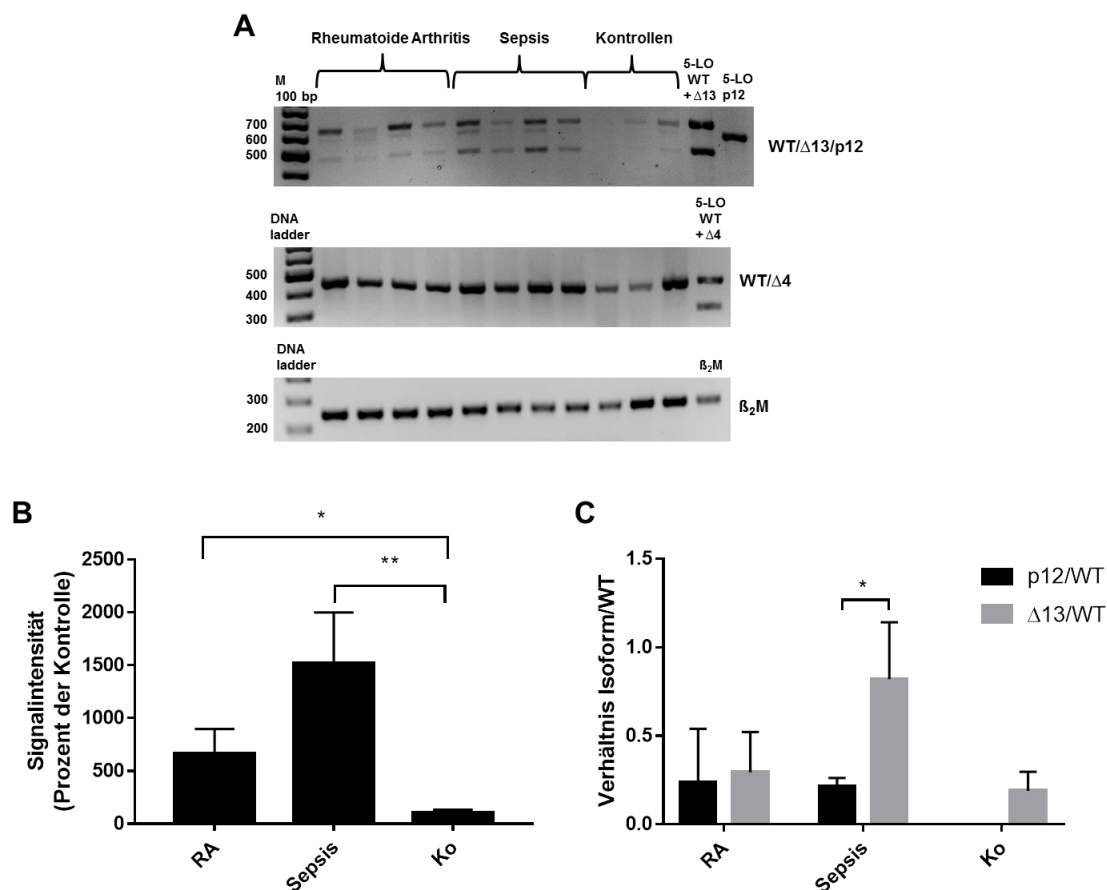 A
Rheumatoide Arthritis Sepsis Kontrollen
5-LO
WT
+ Δ13
5-LO
p12
M
100 bp
700
600
500
WT/Δ13/p12
DNA
ladder
5-LO
WT
+ Δ4
500
400
300
WT/Δ4
DNA
ladder
ß₂M
300
200
ß₂M
B
Signalintensität
(Prozent der Kontrolle)
2500
2000
1500
1000
500
0
*
**
RA Sepsis Ko
C
Verhältnis Isoform/WT
1.5
1.0
0.5
0.0
*
p12/WT
Δ13/WT
RA Sepsis Ko